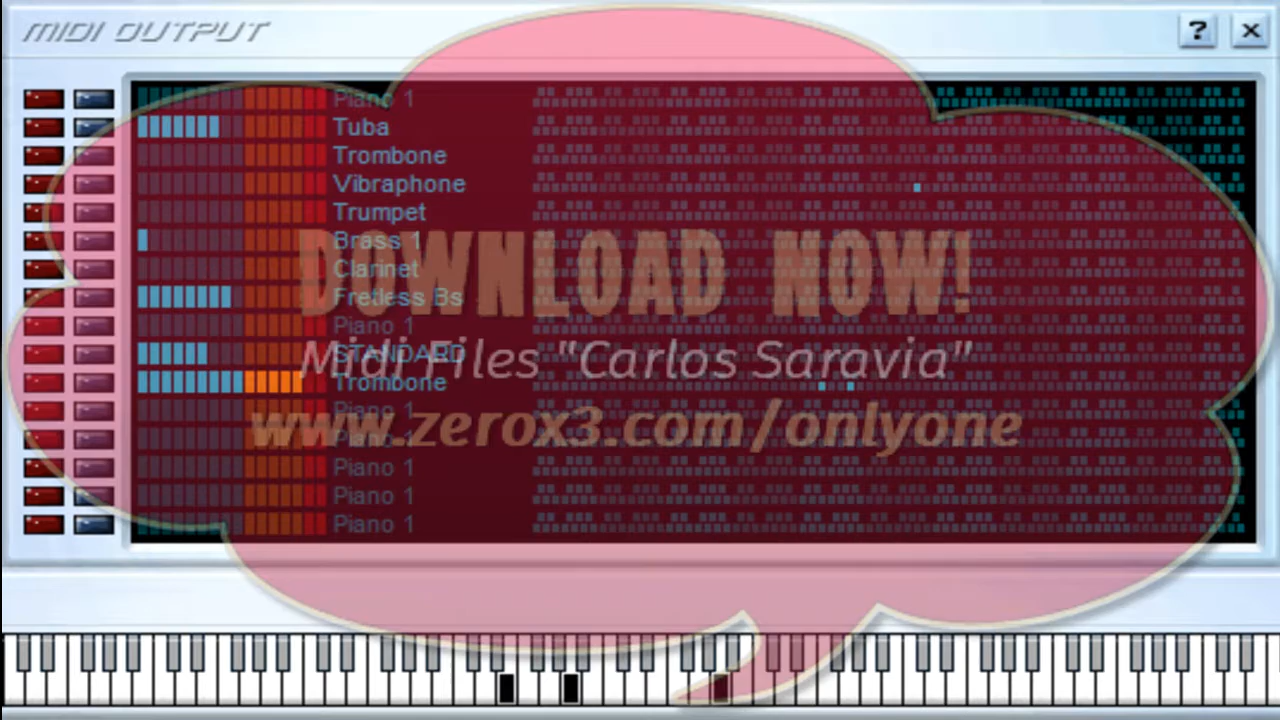 MIDI OUTPUT
?
×
Piano 1
Tuba
Trombone
Vibraphone
Trumpet
Brass 1
Clarinet
Fretless Bs
Piano 1
STANDARD
Trombone
Piano 1
Piano 1
Piano 1
Piano 1
Piano 1
DOWNLOAD NOW!
Midi Files "Carlos Saravia"
www.zerox3.com/onlyone